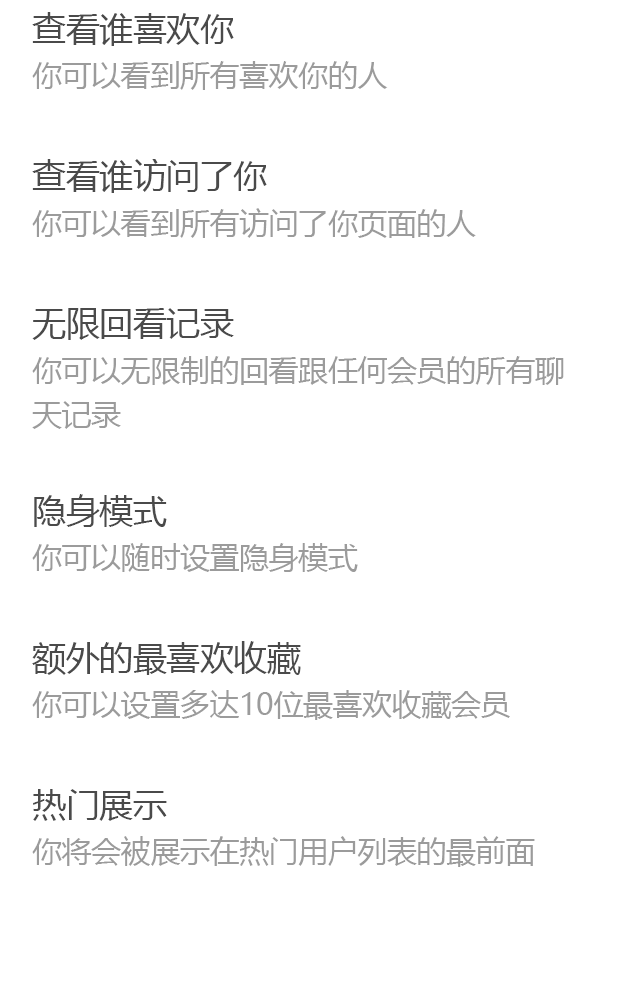 查看谁喜欢你
你可以看到所有喜欢你的人
查看谁访问了你
你可以看到所有访问了你页面的人
无限回看记录
你可以无限制的回看跟任何会员的所有聊
天记录
隐身模式
你可以随时设置隐身模式
额外的最喜欢收藏
你可以设置多达10位最喜欢收藏会员
热门展示
你将会被展示在热门用户列表的最前面